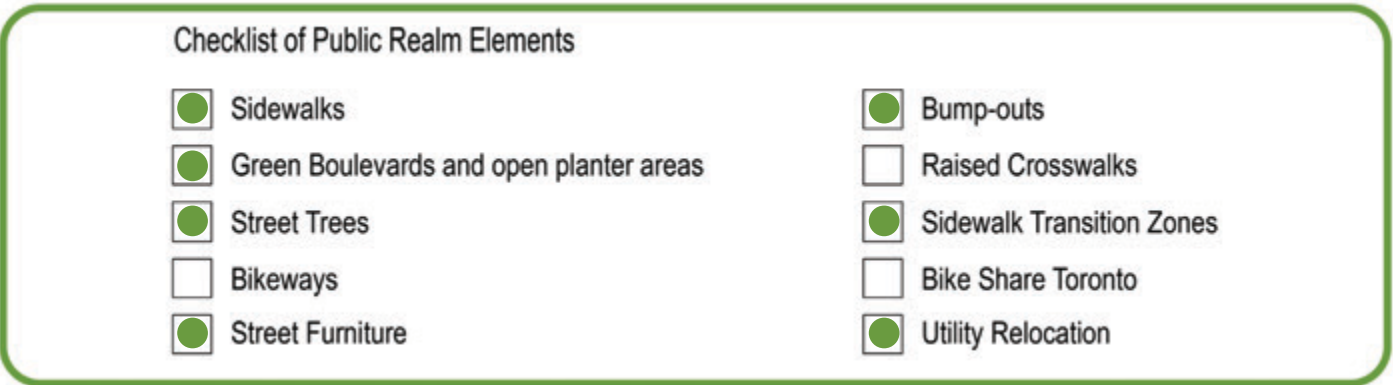 Checklist of Public Realm Elements
Sidewalks
Green Boulevards and open planter areas
Street Trees
Bikeways
Street Furniture
Bump-outs
Raised Crosswalks
Sidewalk Transition Zones
Bike Share Toronto
Utility Relocation